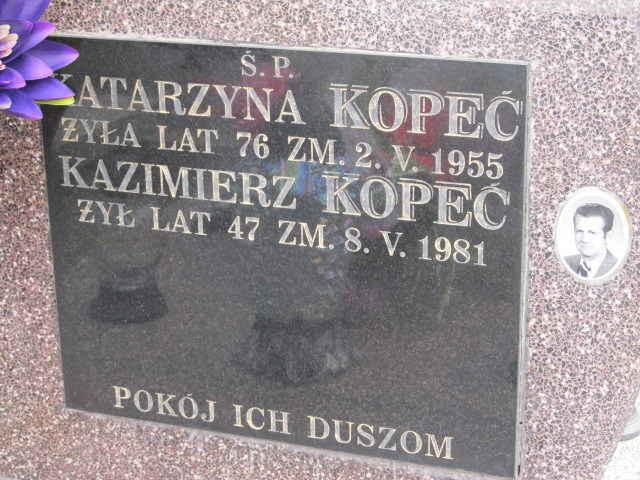 Ś. P.
KATARZYNA KOPEĆ
ŻYŁA LAT 76 ZM. 2. V. 1955
KAZIMIERZ KOPEĆ
ŻYŁ LAT 47 ZM. 8. V. 1981
POKÓJ ICH DUSZOM